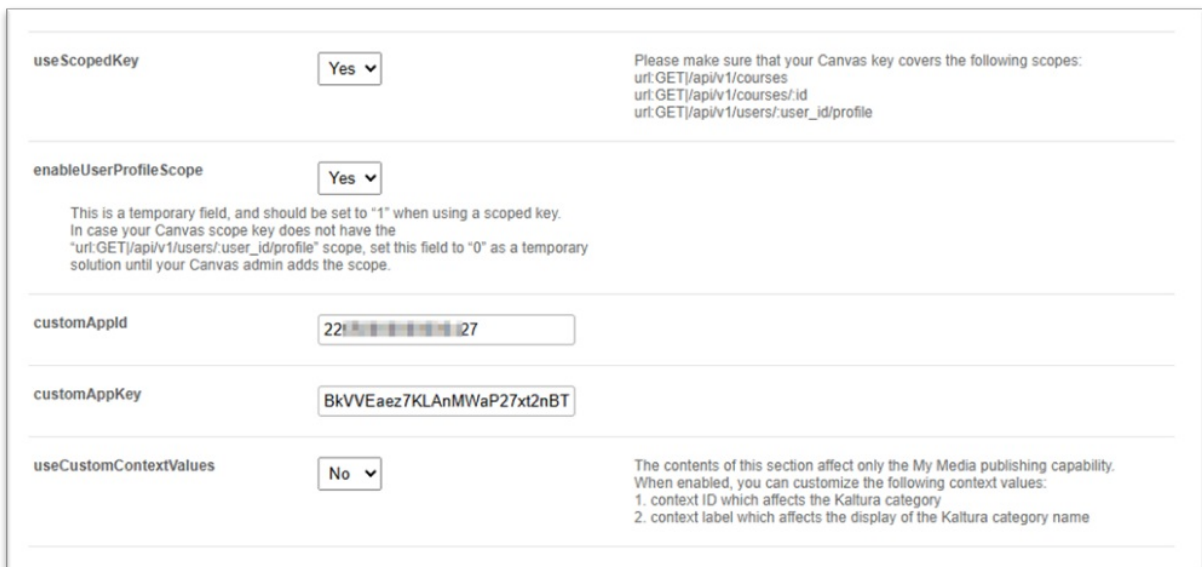 useScopedKey
Yes
Please make sure that your Canvas key covers the following scopes:
url:GET|/api/v1/courses
url:GET|/api/v1/courses/:id
url:GET|/api/v1/users/:user_id/profile
enableUserProfileScope
Yes
This is a temporary field, and should be set to “1” when using a scoped key.
In case your Canvas scope key does not have the
“url:GET|/api/v1/users/:user_id/profile” scope, set this field to “0” as a temporary
solution until your Canvas admin adds the scope.
customAppId
22 27
customAppKey
BkVVEaez7KLAnMWaP27xt2nBT
useCustomContextValues
No
The contents of this section affect only the My Media publishing capability.
When enabled, you can customize the following context values:
1. context ID which affects the Kaltura category
2. context label which affects the display of the Kaltura category name